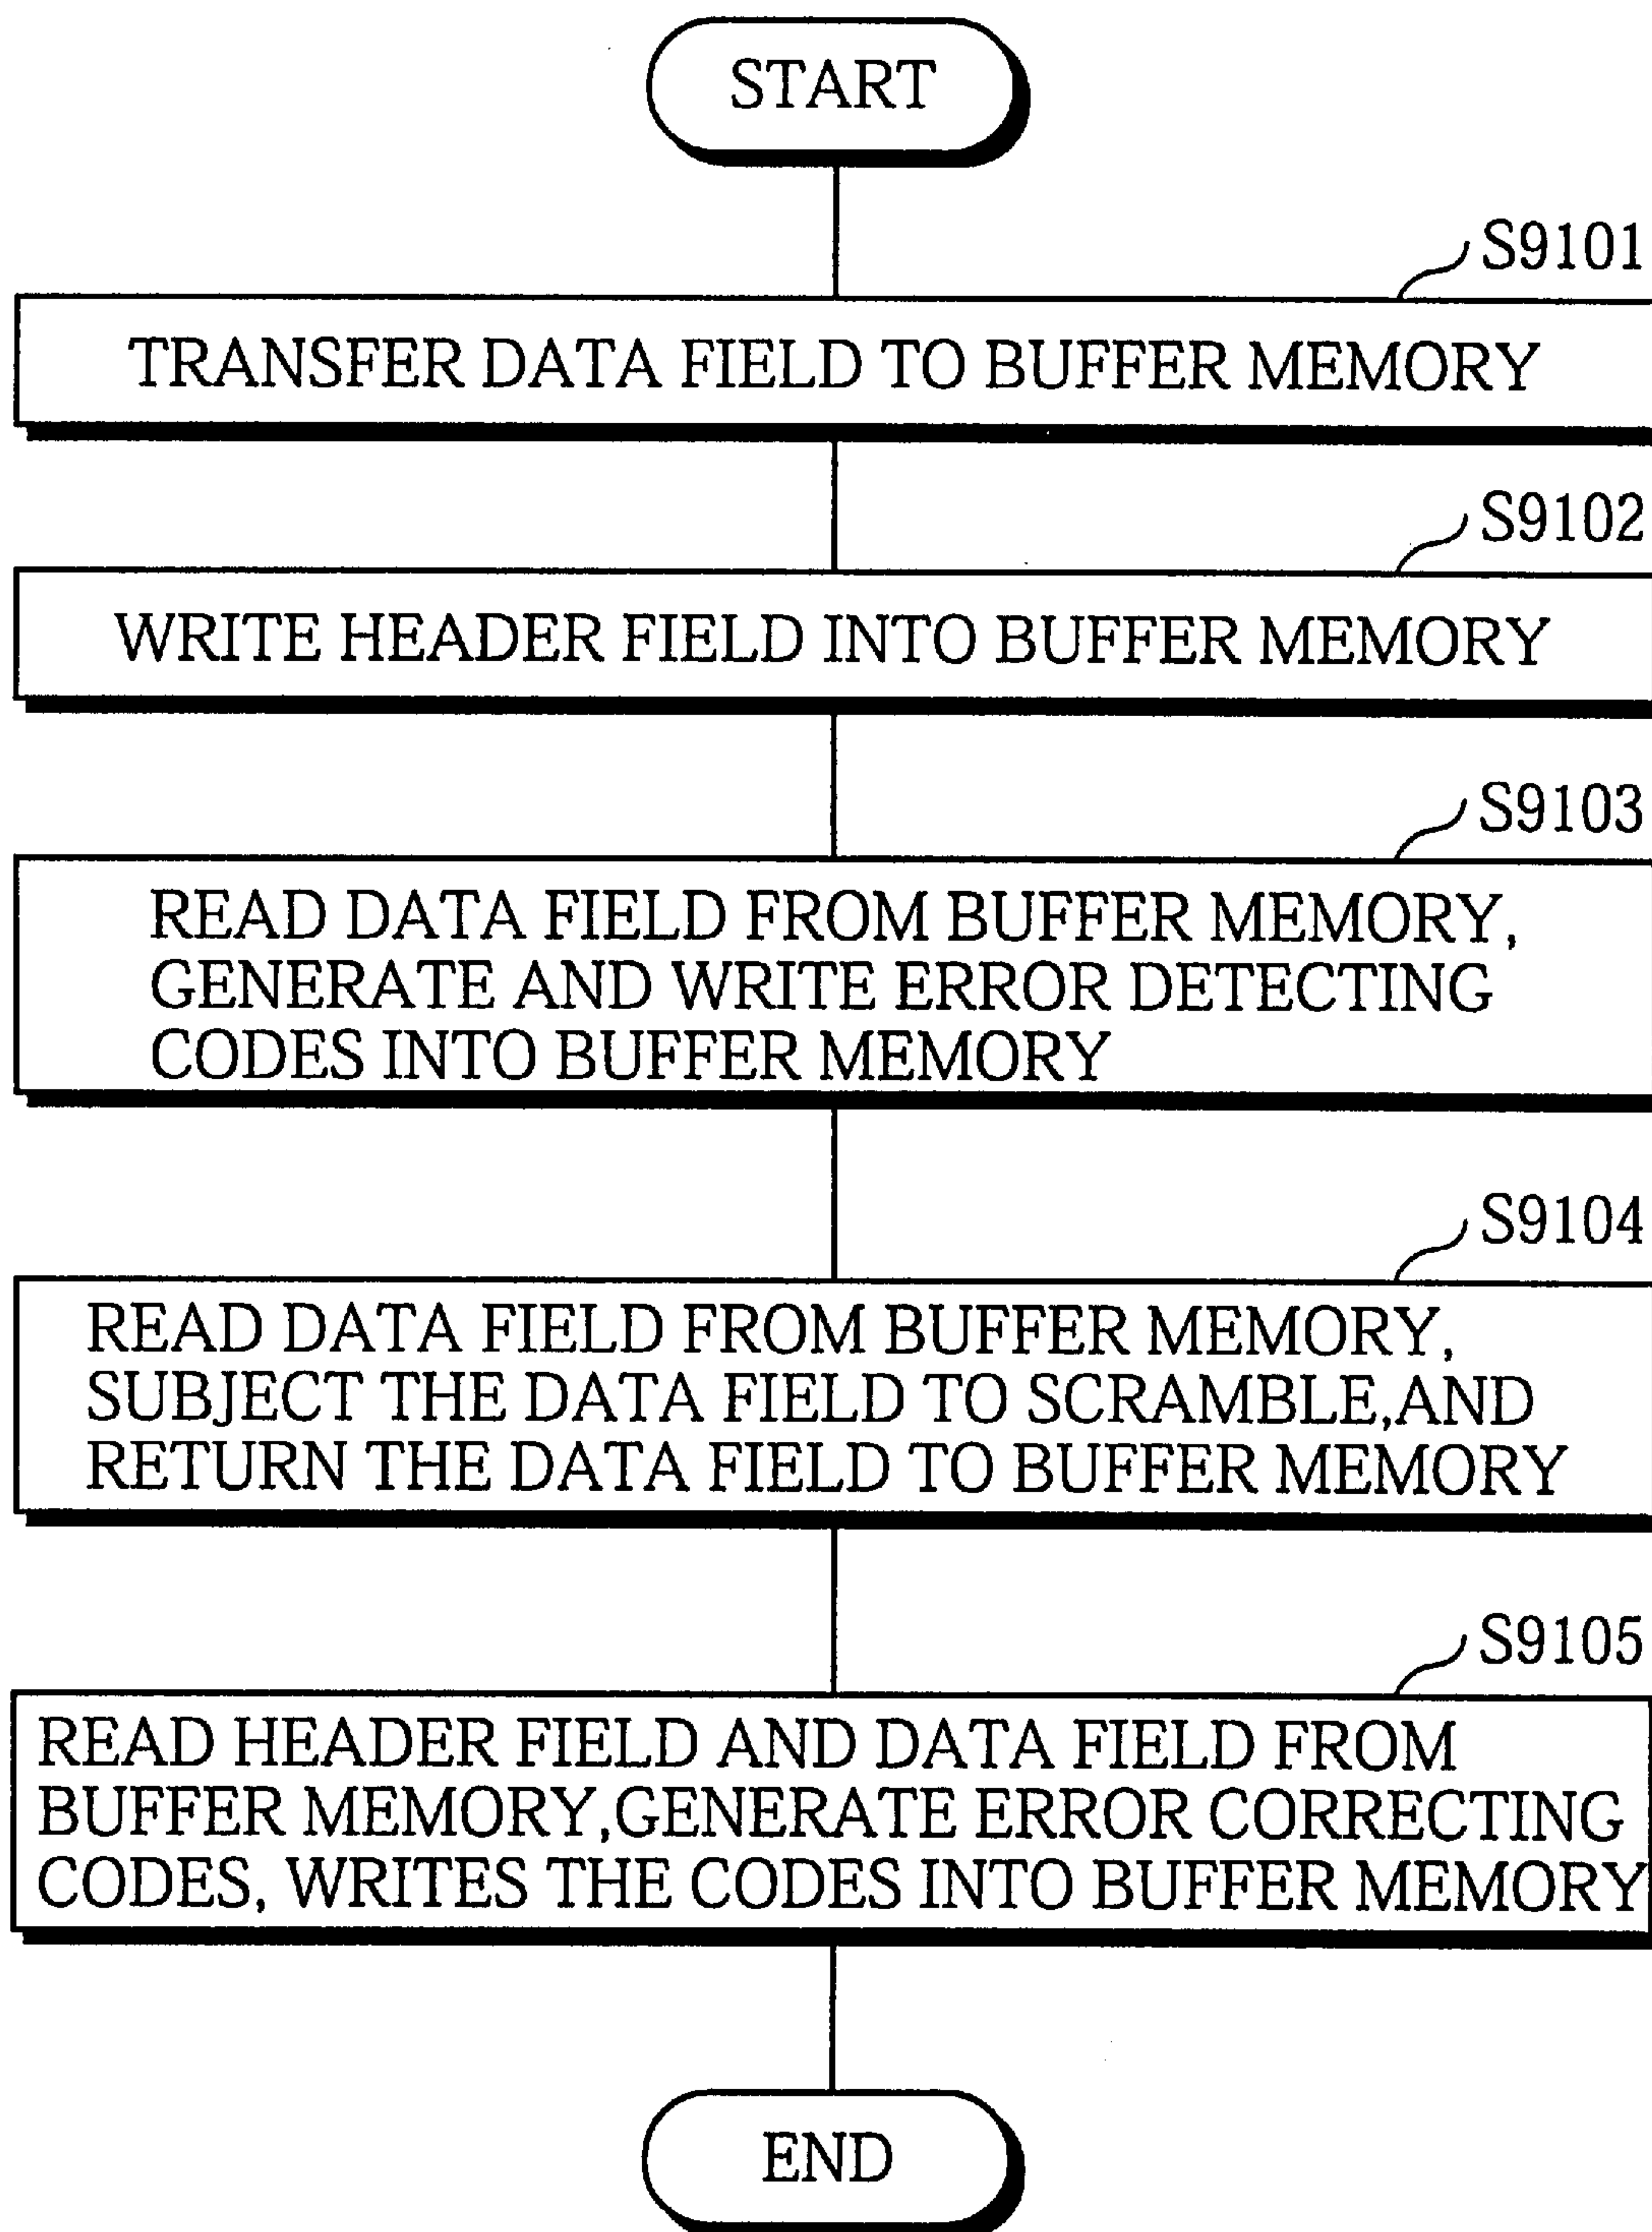 START
S9101
TRANSFER DATA FIELD TO BUFFER MEMORY
S9102
WRITE HEADER FIELD INTO BUFFER MEMORY
S9103
READ DATA FIELD FROM BUFFER MEMORY,
GENERATE AND WRITE ERROR DETECTING
CODES INTO BUFFER MEMORY
S9104
READ DATA FIELD FROM BUFFER MEMORY,
SUBJECT THE DATA FIELD TO SCRAMBLE,AND
RETURN THE DATA FIELD TO BUFFER MEMORY
S9105
READ HEADER FIELD AND DATA FIELD FROM
BUFFER MEMORY,GENERATE ERROR CORRECTING
CODES, WRITES THE CODES INTO BUFFER MEMORY
END